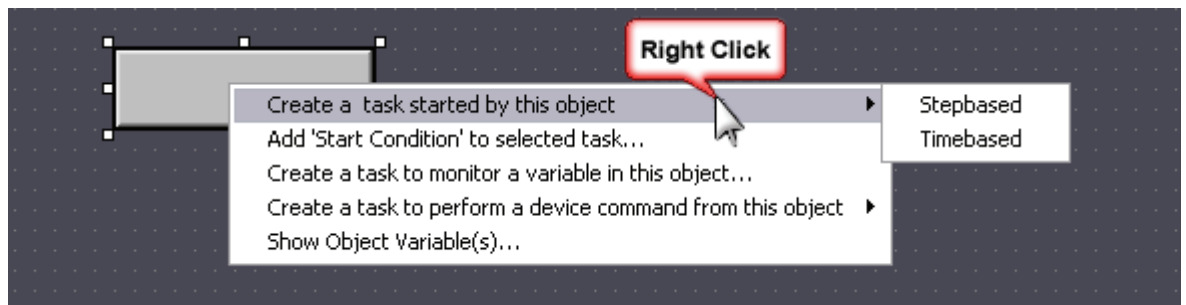 Right Click
Create a  task started by this object
Stepbased
Add 'Start Condition' to selected task...
Timebased
Create a task to monitor a variable in this object...
Create a task to perform a device command from this object
Show Object Variable(s)...